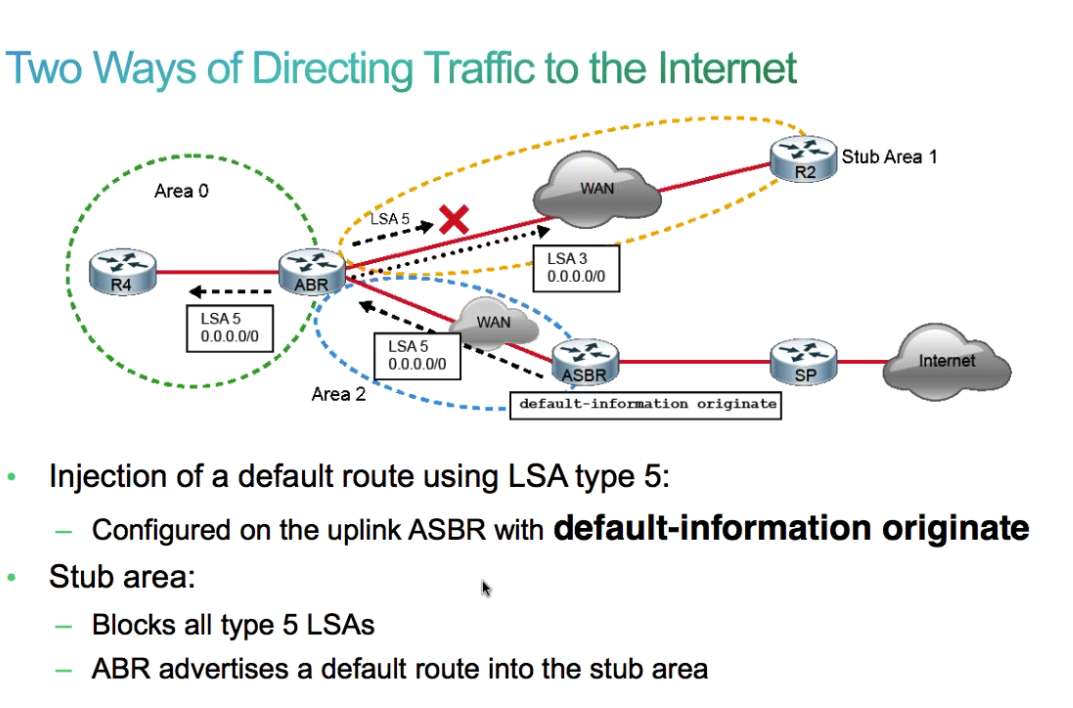 Two Ways of Directing Traffic to the Internet
Area 0
WAN
R2
Stub Area 1
LSA 5
LSA 3
0.0.0.0/0
R4
ABR
LSA 5
0.0.0.0/0
WAN
LSA 5
0.0.0.0/0
ASBR
SP
Internet
Area 2
default-information originate
• Injection of a default route using LSA type 5:
– Configured on the uplink ASBR with default-information originate
• Stub area:
– Blocks all type 5 LSAs
– ABR advertises a default route into the stub area